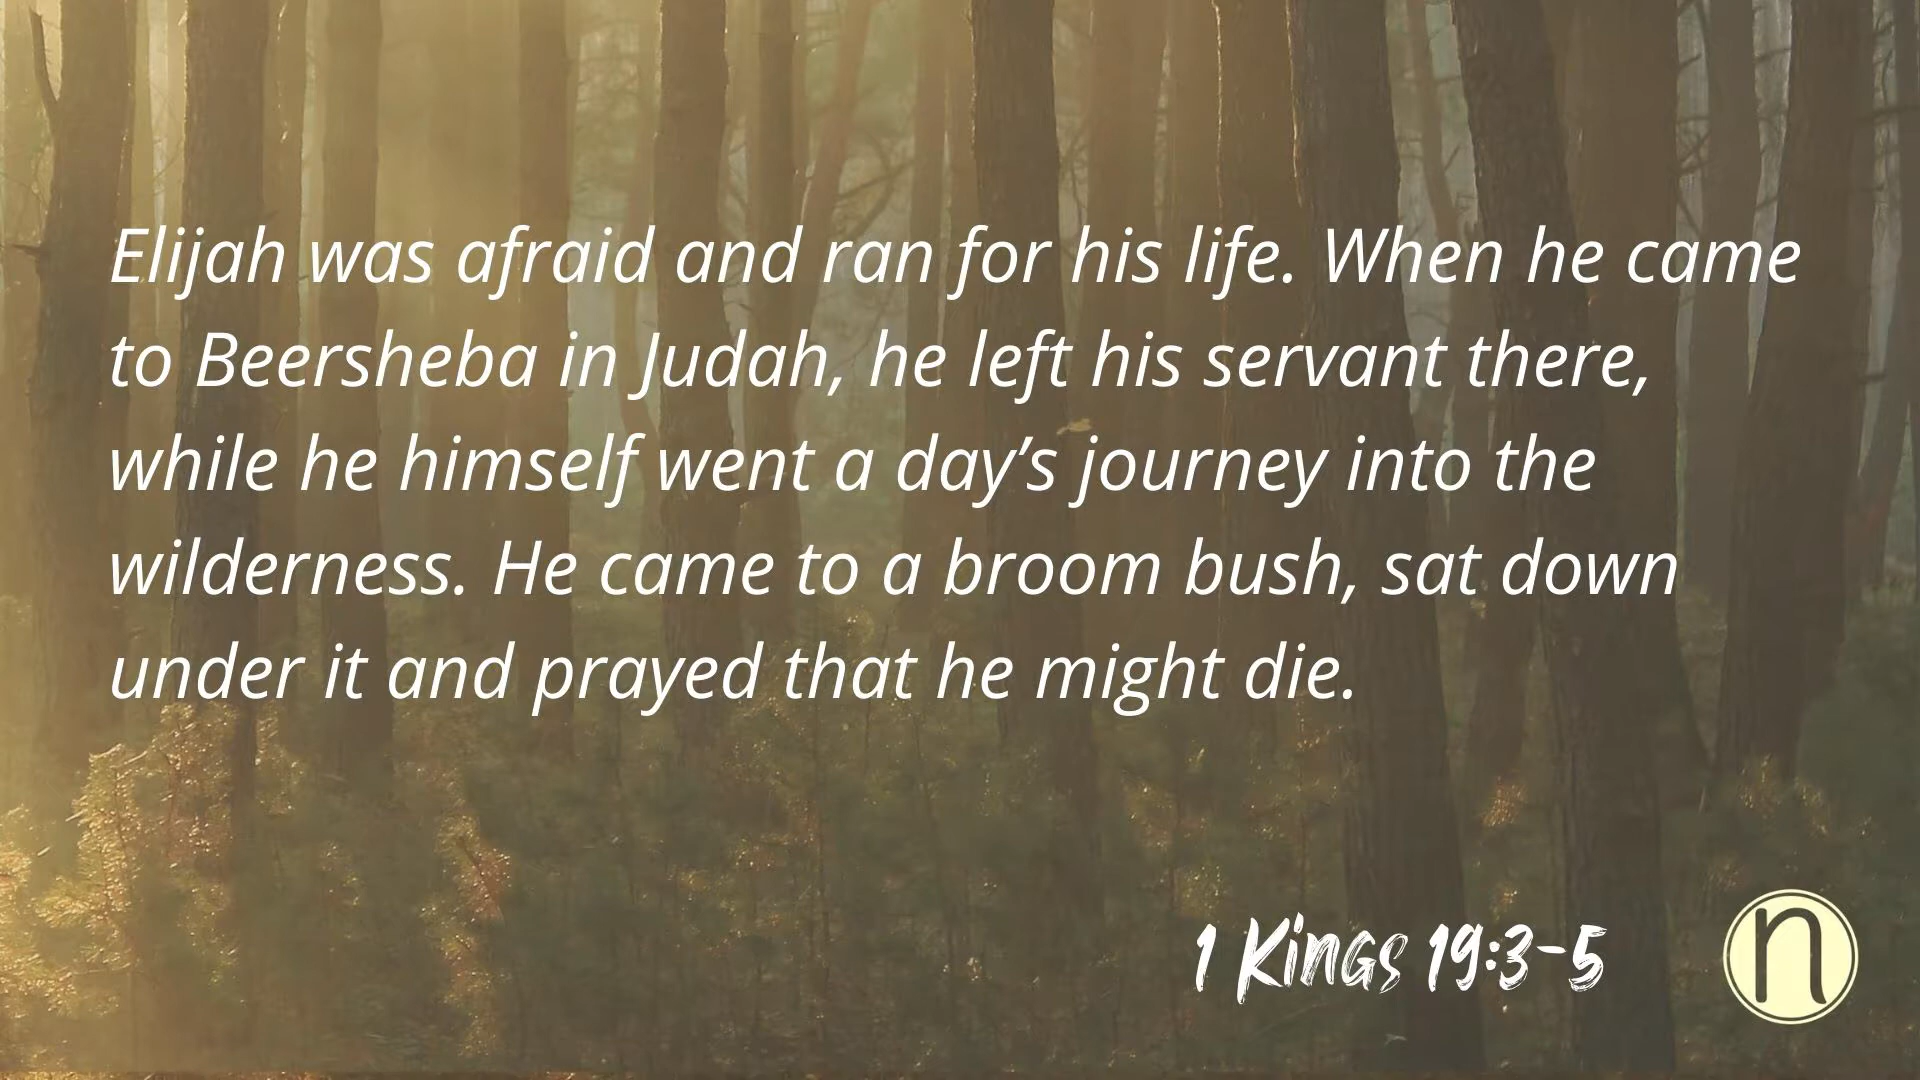 Elijah was afraid and ran for his life. When he came
to Beersheba in Judah, he left his servant there,
while he himself went a day’s journey into the
wilderness. He came to a broom bush, sat down
under it and prayed that he might die.
1 Kings 19:3-5
n